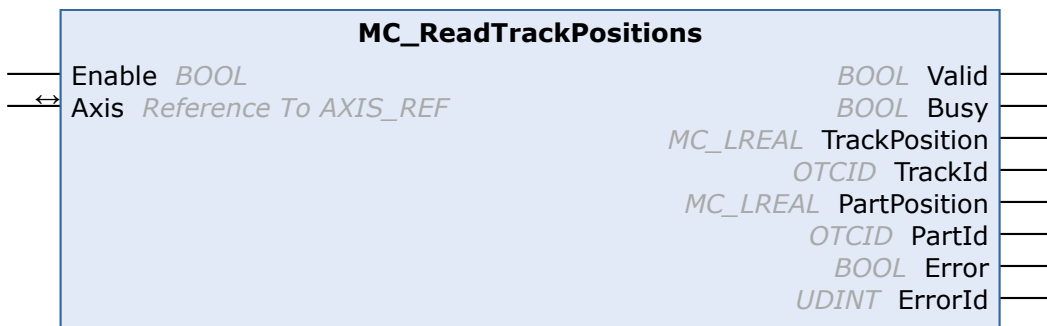 MC_ReadTrackPositions
Enable BOOL BOOL Valid
↔ Axis Reference To AXIS_REF BOOL Busy
MC_LREAL TrackPosition
OTCID TrackId
MC_LREAL PartPosition
OTCID PartId
BOOL Error
UDINT ErrorId